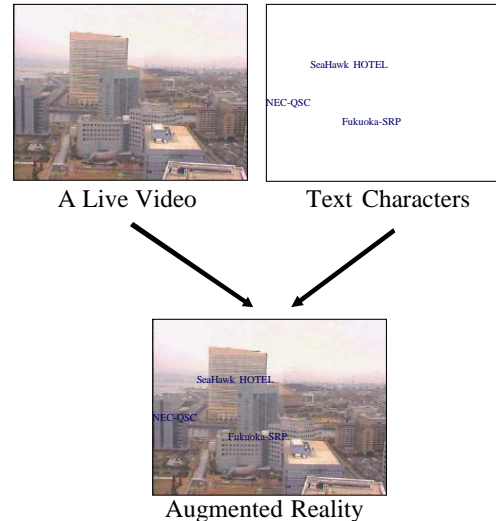 SeaHawk HOTEL
NEC-QSC
Fukuoka-SRP
A Live Video
Text Characters
SeaHawk HOTEL
NEC-QSC
Fukuoka-SRP
Augmented Reality